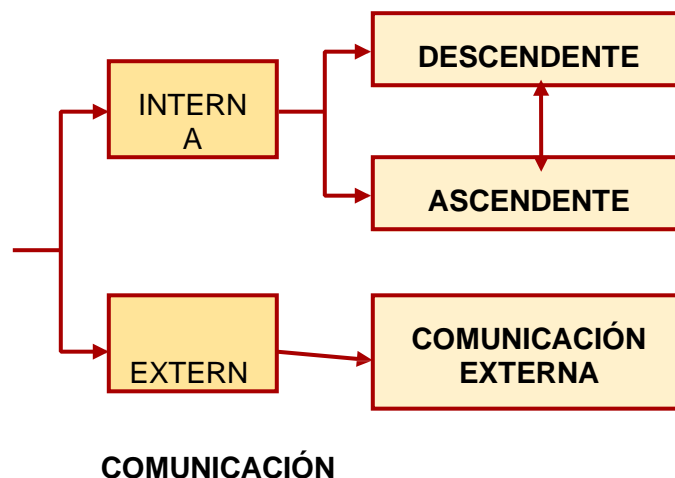 DESCENDENTE
INTERN
A
ASCENDENTE
COMUNICACIÓN
EXTERNA
EXTERN
COMUNICACIÓN